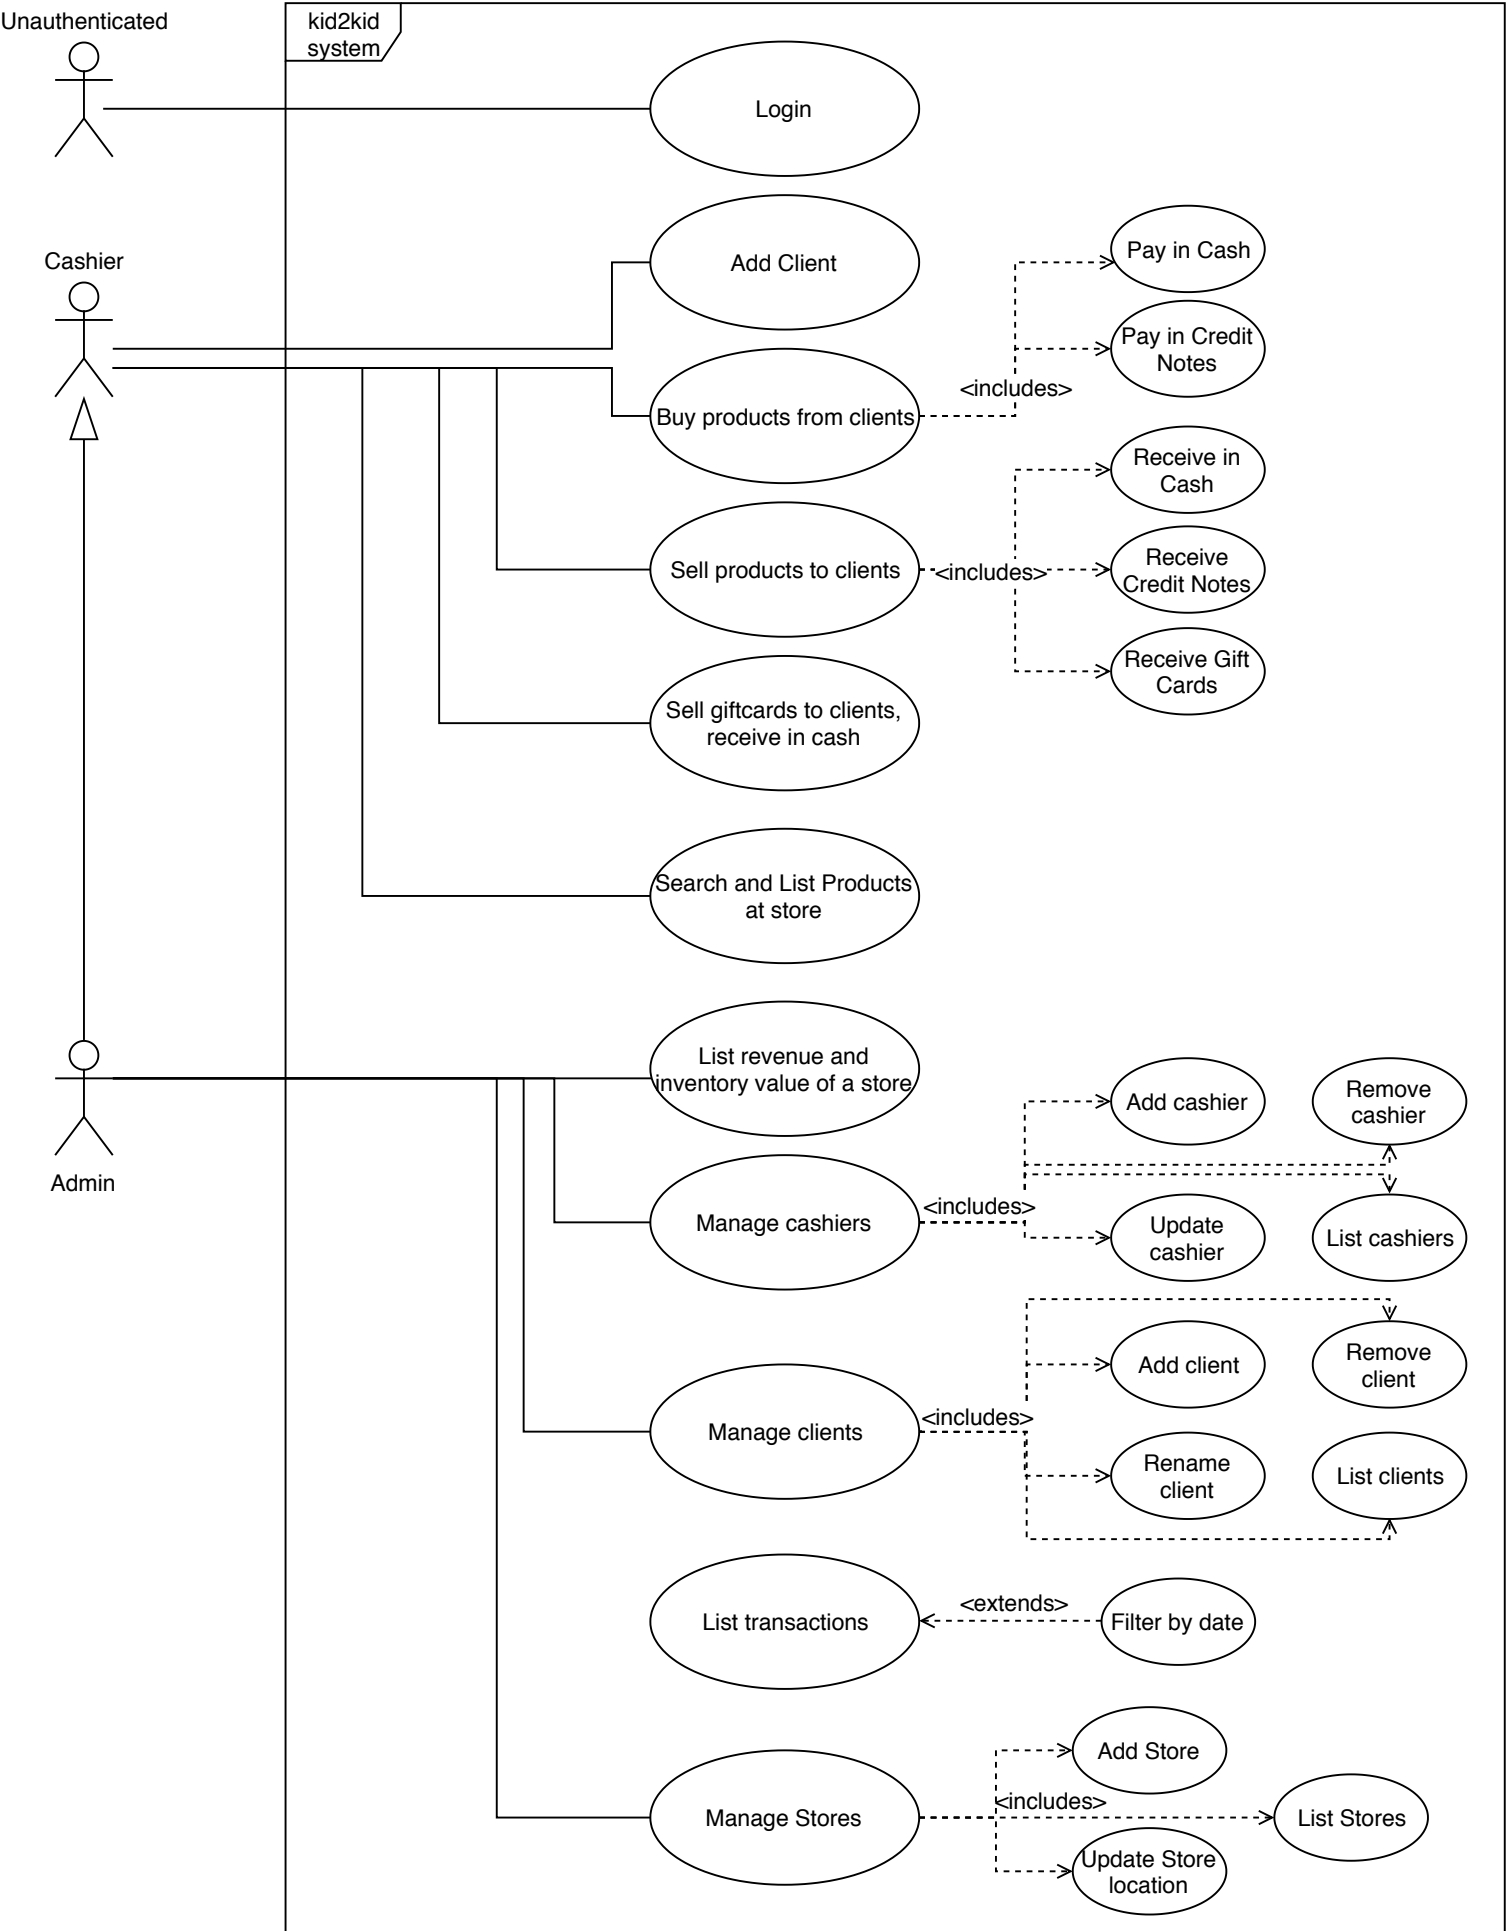 Unauthenticated
kid2kid
system
Login
Cashier
Add Client
Pay in Cash
Pay in Credit
Notes
<includes>
Buy products from clients
Receive in
Cash
Sell products to clients
<includes>
Receive
Credit Notes
Receive Gift
Cards
Sell giftcards to clients,
receive in cash
Search and List Products
at store
List revenue and
inventory value of a store
Admin
Add cashier
Remove
cashier
<includes>
Manage cashiers
Update
cashier
List cashiers
Add client
Remove
client
<includes>
Manage clients
Rename
client
List clients
<extends>
List transactions
Filter by date
Add Store
<includes>
Manage Stores
List Stores
Update Store
location